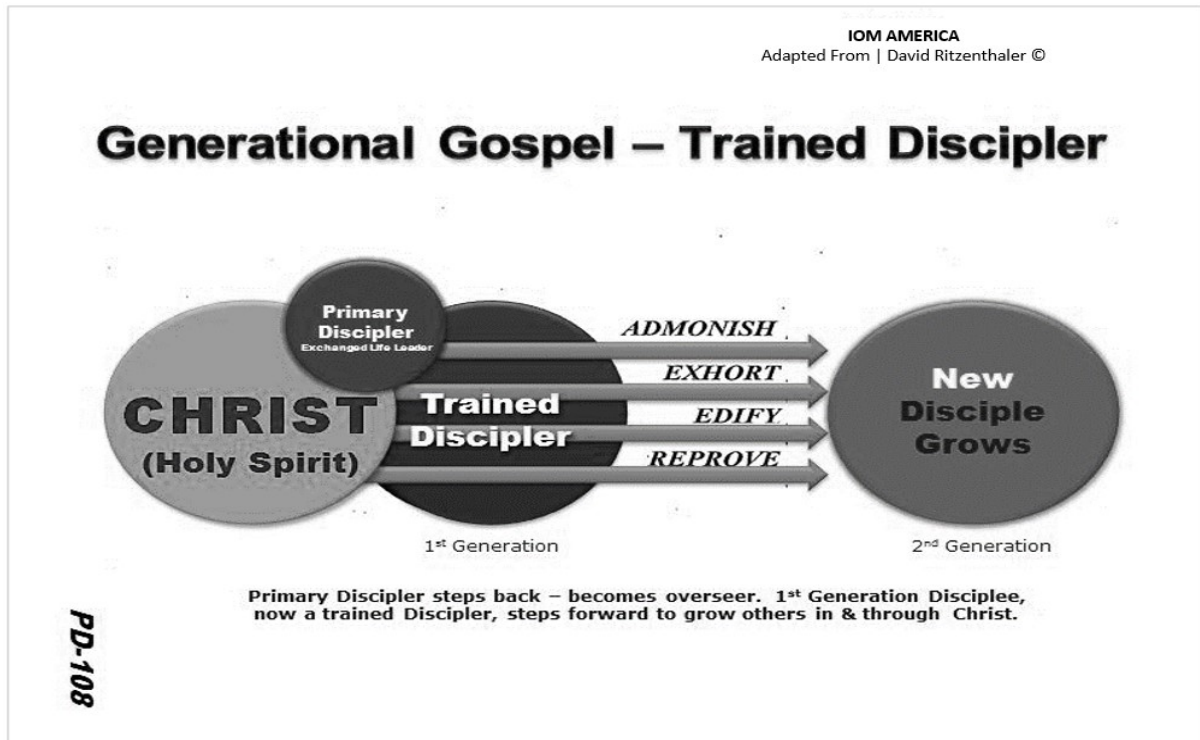 IOM AMERICA
Adapted From | David Ritzenthaler ©
Generational Gospel – Trained Discipler
Primary
Discipler
Exchanged Life Leader
CHRIST
(Holy Spirit)
Trained
Discipler
ADMONISH
EXHORT
EDIFY
REPROVE
New
Disciple
Grows
1st Generation
2nd Generation
Primary Discipler steps back – becomes overseer. 1st Generation Disciplee,
now a trained Discipler, steps forward to grow others in & through Christ.
PD-108